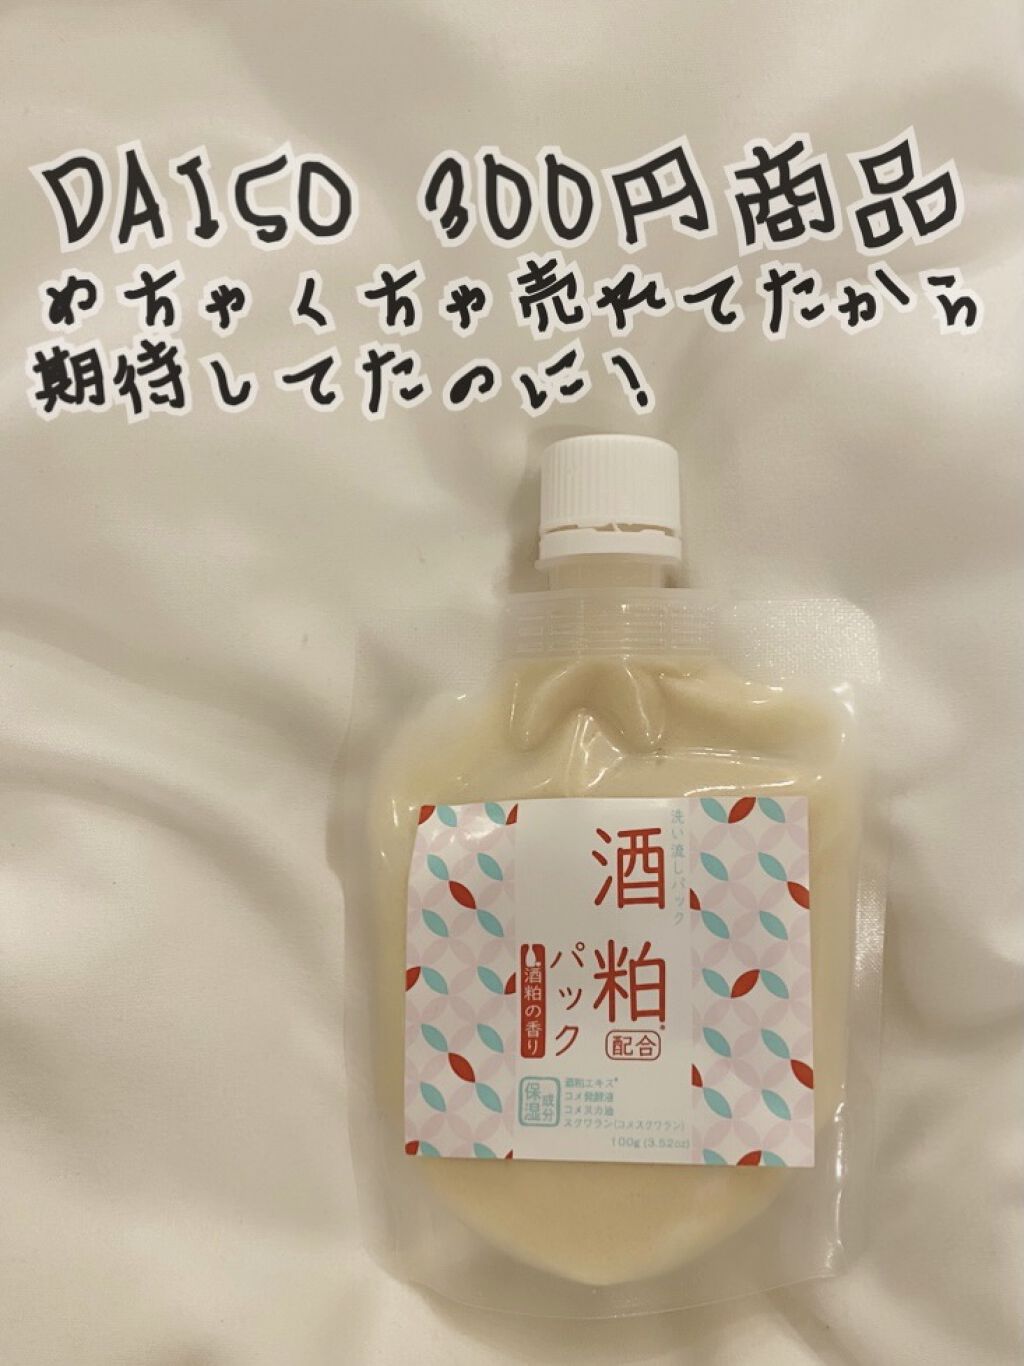 DAISO 300円商品
めちゃくちゃ売れてたから
期待してたのに!
洗い流しパック
酒粕
配合
パック
酒粕の香り
保湿成分
酒粕エキス*
コメ発酵液
コメヌカ油
スクワラン(コメスクワラン)
100g (3.52oz)